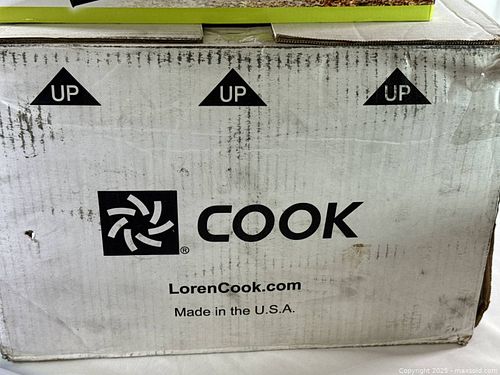 UP UP UP
COOK
®
LorenCook.com
Made in the U.S.A.
Copyright 2025 - maxsold.com